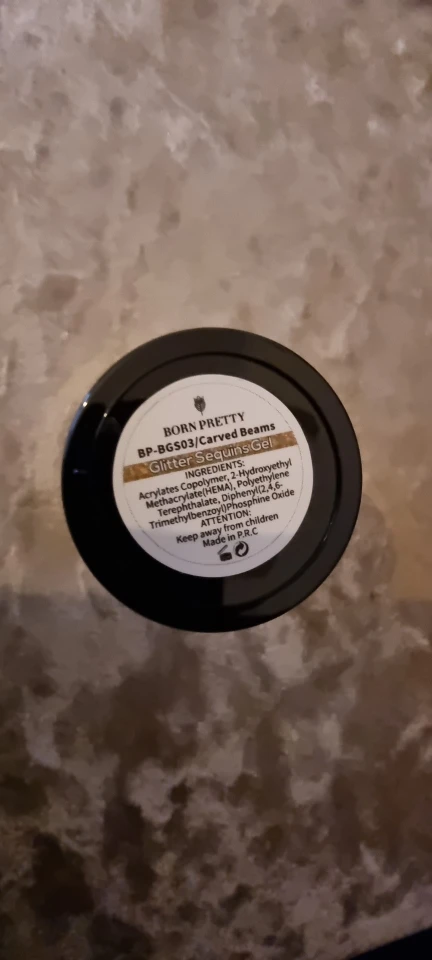 BORN PRETTY
BP-BGS03/Carved Beams
Glitter Sequins Gel
INGREDIENTS:
Acrylates Copolymer, 2-Hydroxyethyl
Methacrylate(HEMA), Polyethylene
Terephthalate, Diphenyl(2,4,6-
Trimethylbenzoyl)Phosphine Oxide
ATTENTION:
Keep away from children
Made in P.R.C